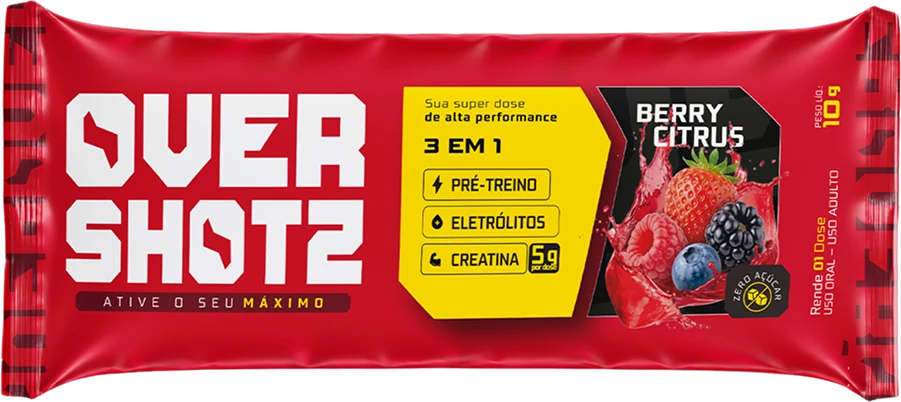 OVER
SHOTZ
ATIVE O SEU MÁXIMO
Sua super dose
de alta performance
3 EM 1
PRÉ-TREINO
ELETRÓLITOS
CREATINA 5g
por dose
BERRY
CITRUS
ZERO AÇÚCAR
PESO LÍQ.:
10g
Rende 01 Dose
USO ORAL – USO ADULTO